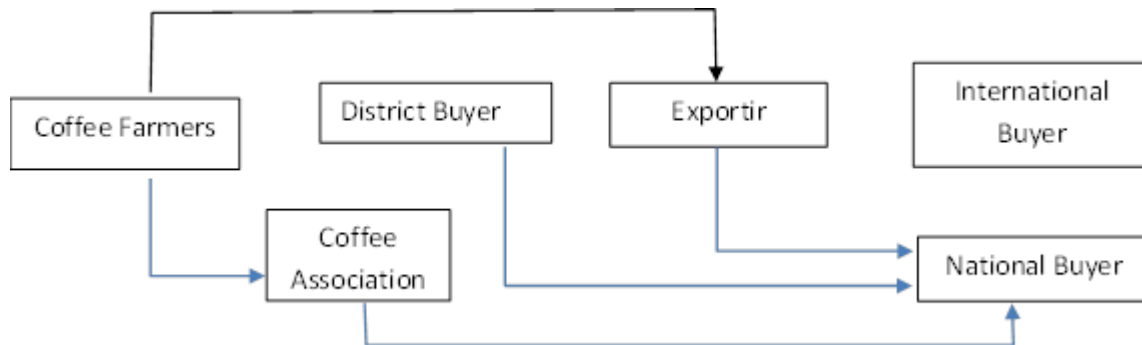 Coffee Farmers
District Buyer
Exportir
International
Buyer
Coffee
Association
National Buyer